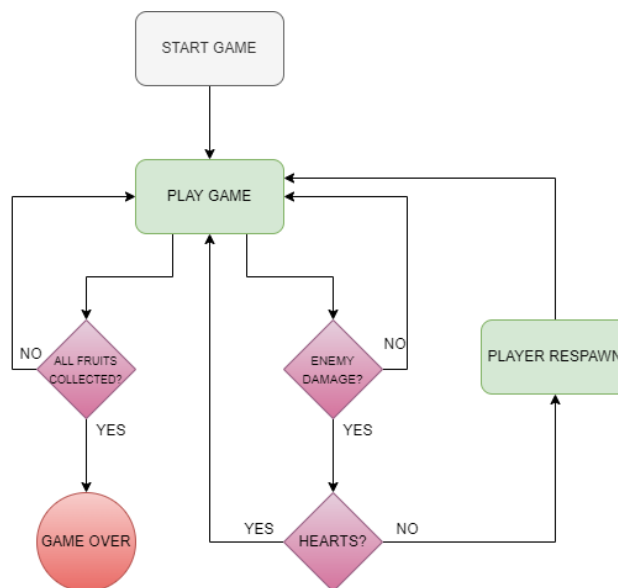 START GAME
PLAY GAME
NO
ALL FRUITS
COLLECTED?
ENEMY
DAMAGE?
NO
PLAYER RESPAWN
YES
YES
GAME OVER
YES
HEARTS?
NO